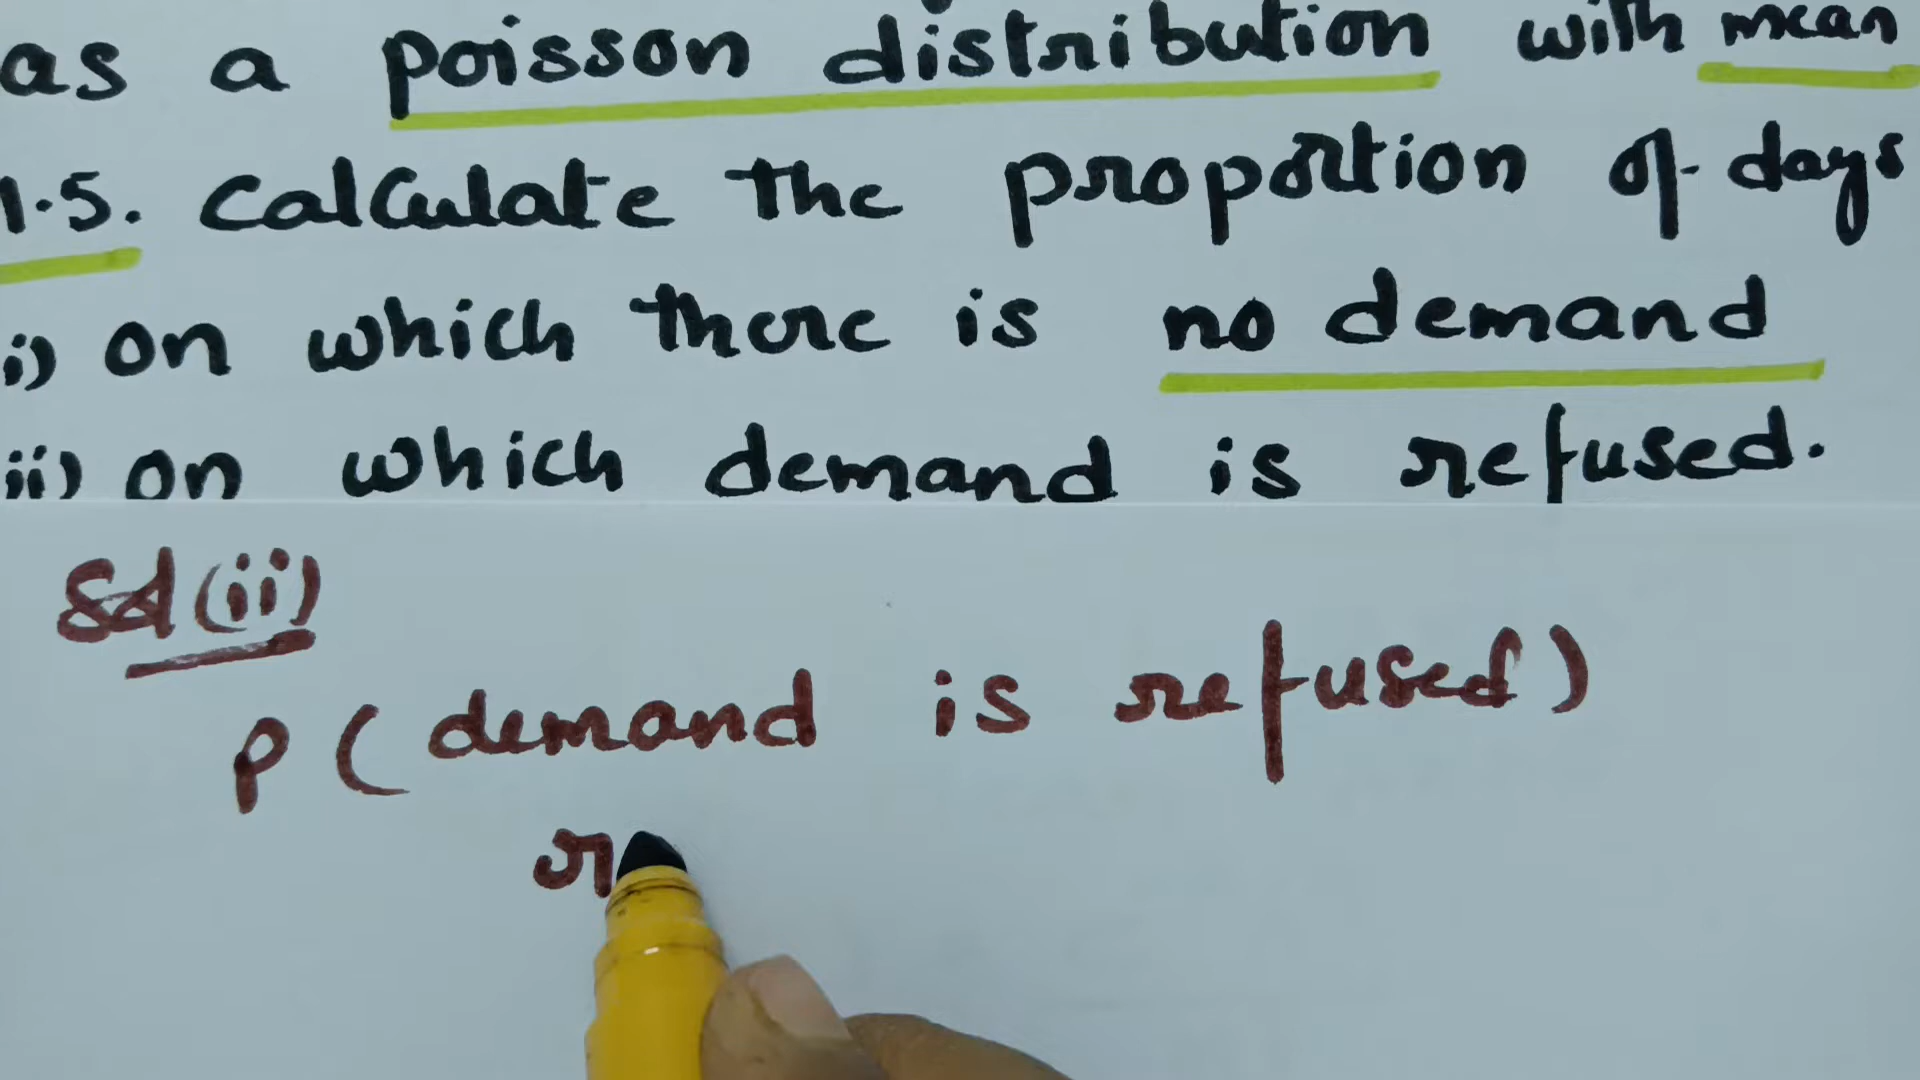 as a poisson distribution with mean
1.5. Calculate the proportion of days
i) on which there is no demand
ii) on which demand is refused.
Sol (ii)
P ( demand is refused )
x